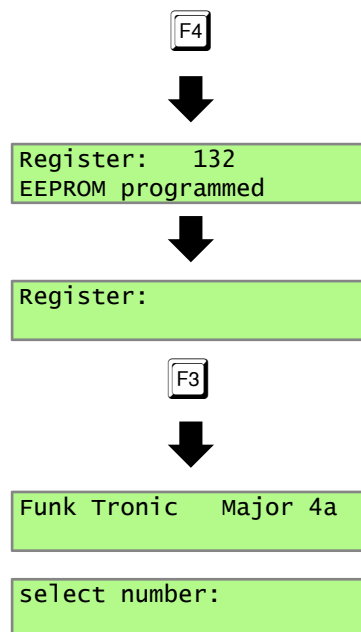 F4
Register:   132
EEPROM programmed
Register:
F3
Funk Tronic   Major 4a
select number: